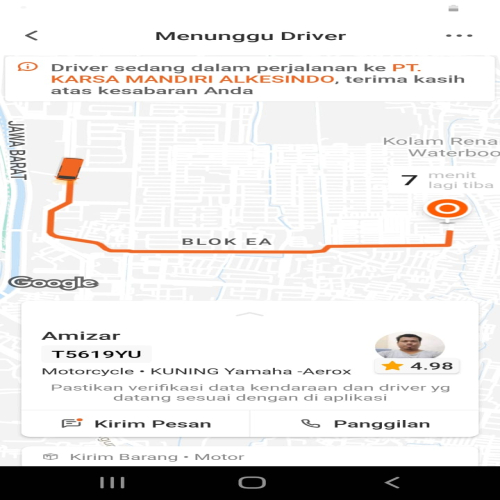 Menunggu Driver
Driver sedang dalam perjalanan ke PT.
KARSA MANDIRI ALKESINDO, terima kasih
atas kesabaran Anda
JAWA BARAT
Kolam Rena
Waterboo
7 menit
lagi tiba
BLOK EA
Google
Amizar
T5619YU
4.98
Motorcycle • KUNING Yamaha -Aerox
Pastikan verifikasi data kendaraan dan driver yg
datang sesuai dengan di aplikasi
Kirim Pesan
Panggilan
Kirim Barang • Motor